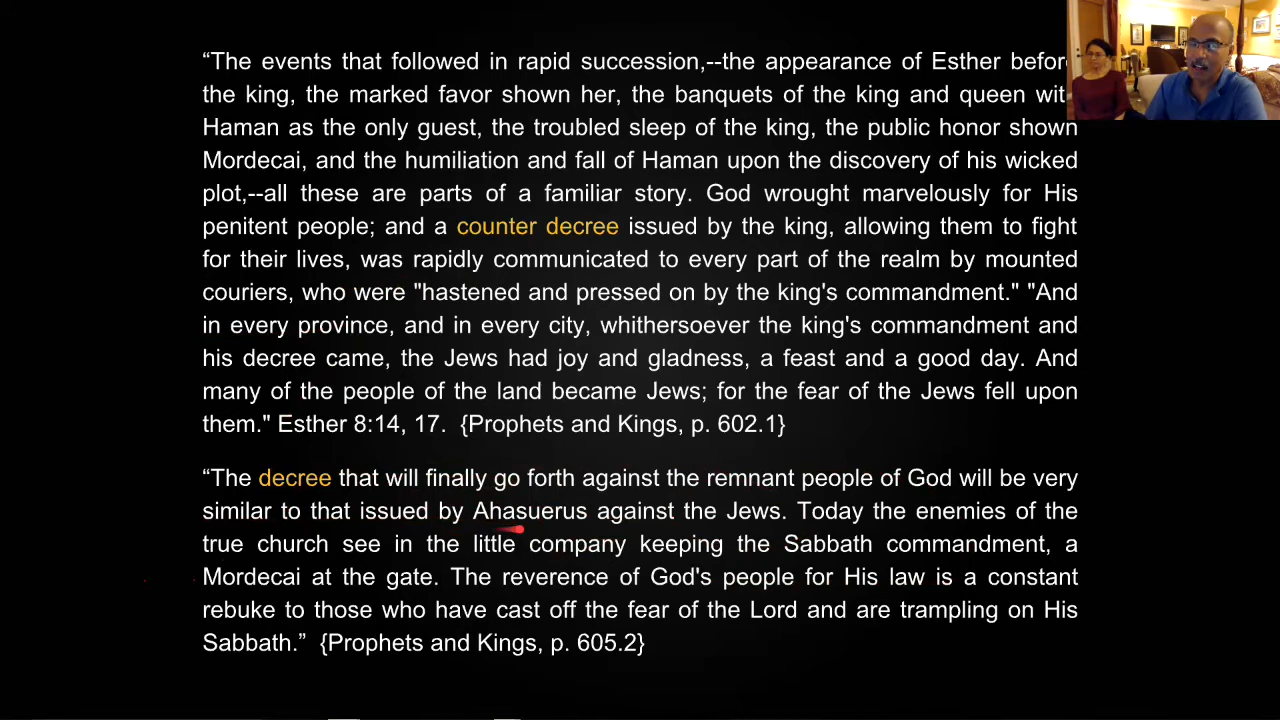 “The events that followed in rapid succession,--the appearance of Esther before
the king, the marked favor shown her, the banquets of the king and queen with
Haman as the only guest, the troubled sleep of the king, the public honor shown
Mordecai, and the humiliation and fall of Haman upon the discovery of his wicked
plot,--all these are parts of a familiar story. God wrought marvelously for His
penitent people; and a counter decree issued by the king, allowing them to fight
for their lives, was rapidly communicated to every part of the realm by mounted
couriers, who were "hastened and pressed on by the king's commandment." "And
in every province, and in every city, whithersoever the king's commandment and
his decree came, the Jews had joy and gladness, a feast and a good day. And
many of the people of the land became Jews; for the fear of the Jews fell upon
them." Esther 8:14, 17. {Prophets and Kings, p. 602.1}
“The decree that will finally go forth against the remnant people of God will be very
similar to that issued by Ahasuerus against the Jews. Today the enemies of the
true church see in the little company keeping the Sabbath commandment, a
Mordecai at the gate. The reverence of God's people for His law is a constant
rebuke to those who have cast off the fear of the Lord and are trampling on His
Sabbath.” {Prophets and Kings, p. 605.2}